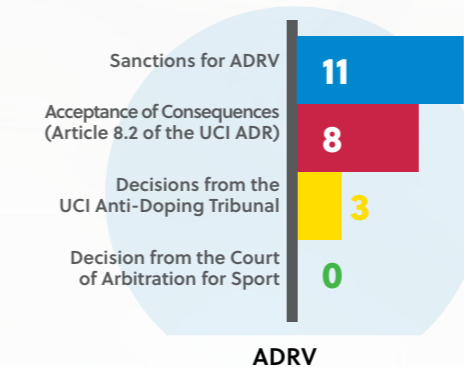 Sanctions for ADRV
11
Acceptance of Consequences
(Article 8.2 of the UCI ADR)
8
Decisions from the
UCI Anti-Doping Tribunal
3
Decision from the Court
of Arbitration for Sport
0
ADRV